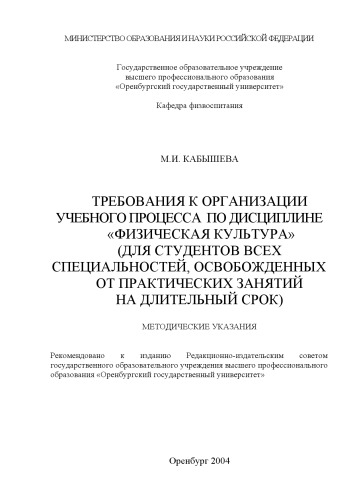 МИНИСТЕРСТВО ОБРАЗОВАНИЯ И НАУКИ РОССИЙСКОЙ ФЕДЕРАЦИИ
Государственное образовательное учреждение
высшего профессионального образования
«Оренбургский государственный университет»
Кафедра физвоспитания
М.И. КАБЫШЕВА
ТРЕБОВАНИЯ К ОРГАНИЗАЦИИ
УЧЕБНОГО ПРОЦЕССА ПО ДИСЦИПЛИНЕ
«ФИЗИЧЕСКАЯ КУЛЬТУРА»
(ДЛЯ СТУДЕНТОВ ВСЕХ
СПЕЦИАЛЬНОСТЕЙ, ОСВОБОЖДЕННЫХ
ОТ ПРАКТИЧЕСКИХ ЗАНЯТИЙ
НА ДЛИТЕЛЬНЫЙ СРОК)
МЕТОДИЧЕСКИЕ УКАЗАНИЯ
Рекомендовано к изданию Редакционно-издательским советом
государственного образовательного учреждения высшего профессионального
образования «Оренбургский государственный университет»
Оренбург 2004